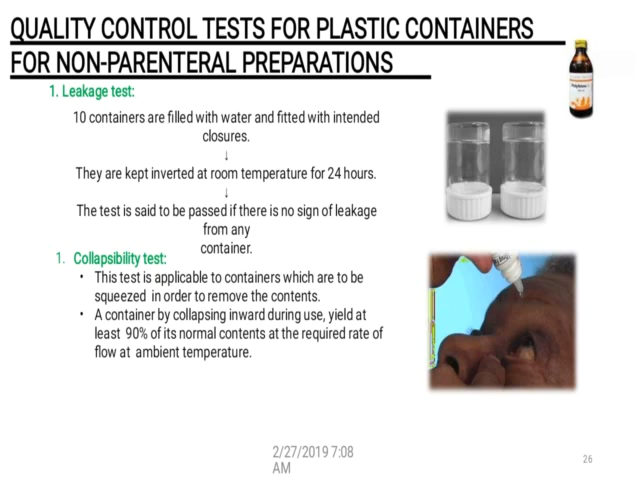 QUALITY CONTROL TESTS FOR PLASTIC CONTAINERS
FOR NON-PARENTERAL PREPARATIONS
1. Leakage test:
10 containers are filled with water and fitted with intended
closures.
↓
They are kept inverted at room temperature for 24 hours.
↓
The test is said to be passed if there is no sign of leakage
from any
container.
1. Collapsibility test:
• This test is applicable to containers which are to be
squeezed in order to remove the contents.
• A container by collapsing inward during use, yield at
least 90% of its normal contents at the required rate of
flow at ambient temperature.
2/27/2019 7:08
AM
26